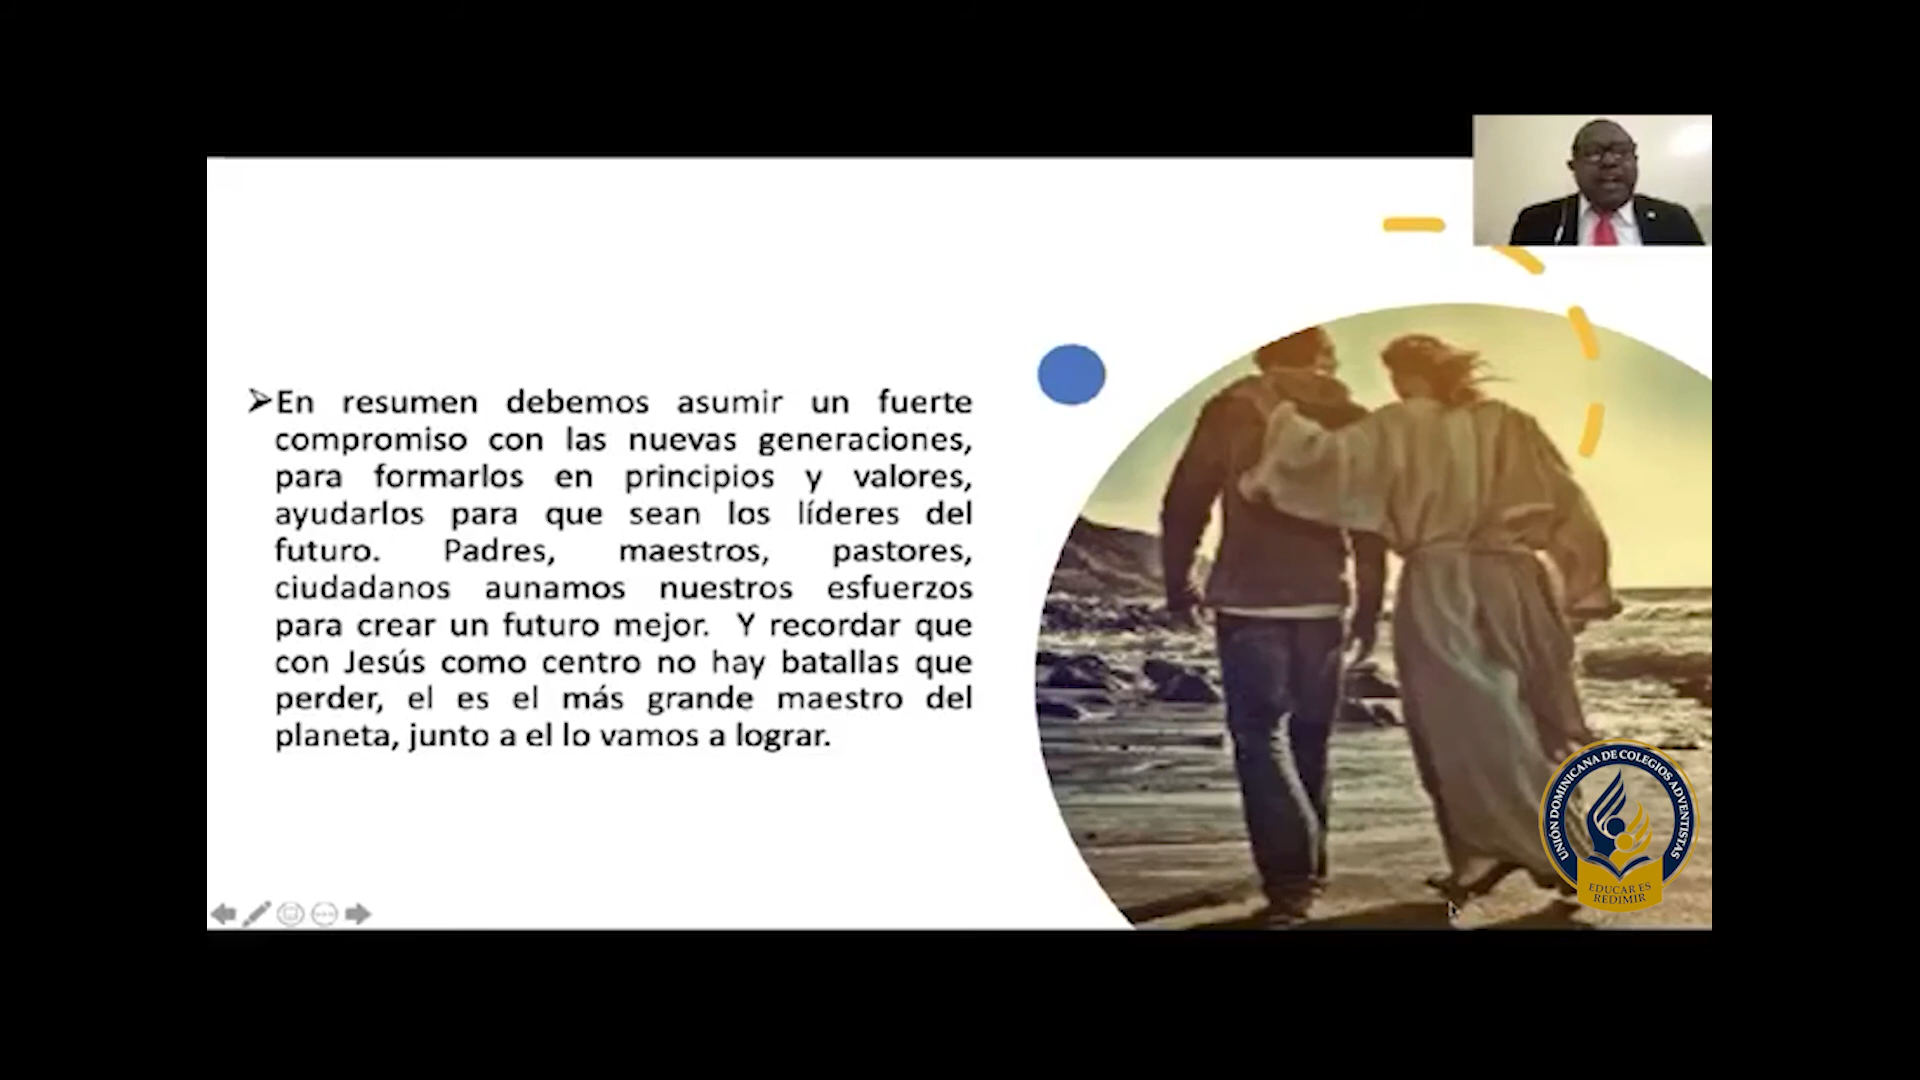 ➢En resumen debemos asumir un fuerte
compromiso con las nuevas generaciones,
para formarlos en principios y valores,
ayudarlos para que sean los líderes del
futuro. Padres, maestros, pastores,
ciudadanos aunamos nuestros esfuerzos
para crear un futuro mejor. Y recordar que
con Jesús como centro no hay batallas que
perder, el es el más grande maestro del
planeta, junto a el lo vamos a lograr.
UNIÓN DOMINICANA DE COLEGIOS ADVENTISTAS
EDUCAR ES
REDIMIR